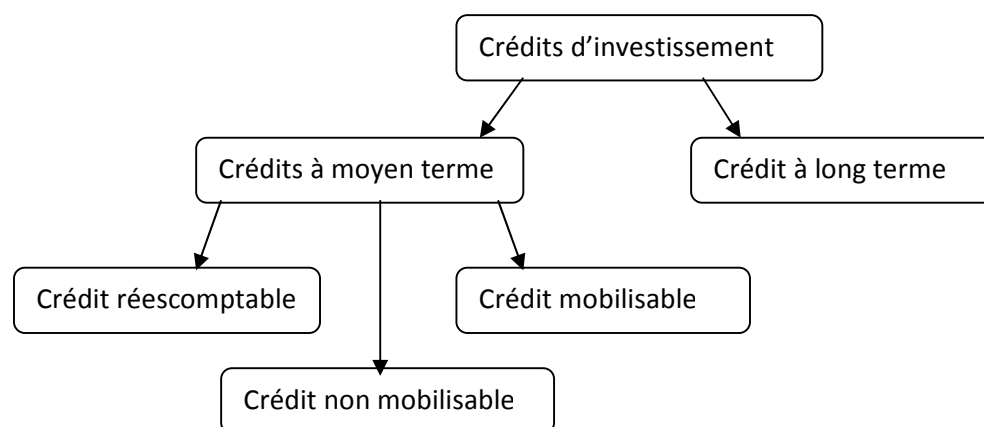 Crédits d’investissement
Crédits à moyen terme
Crédit à long terme
Crédit réescomptable
Crédit mobilisable
Crédit non mobilisable